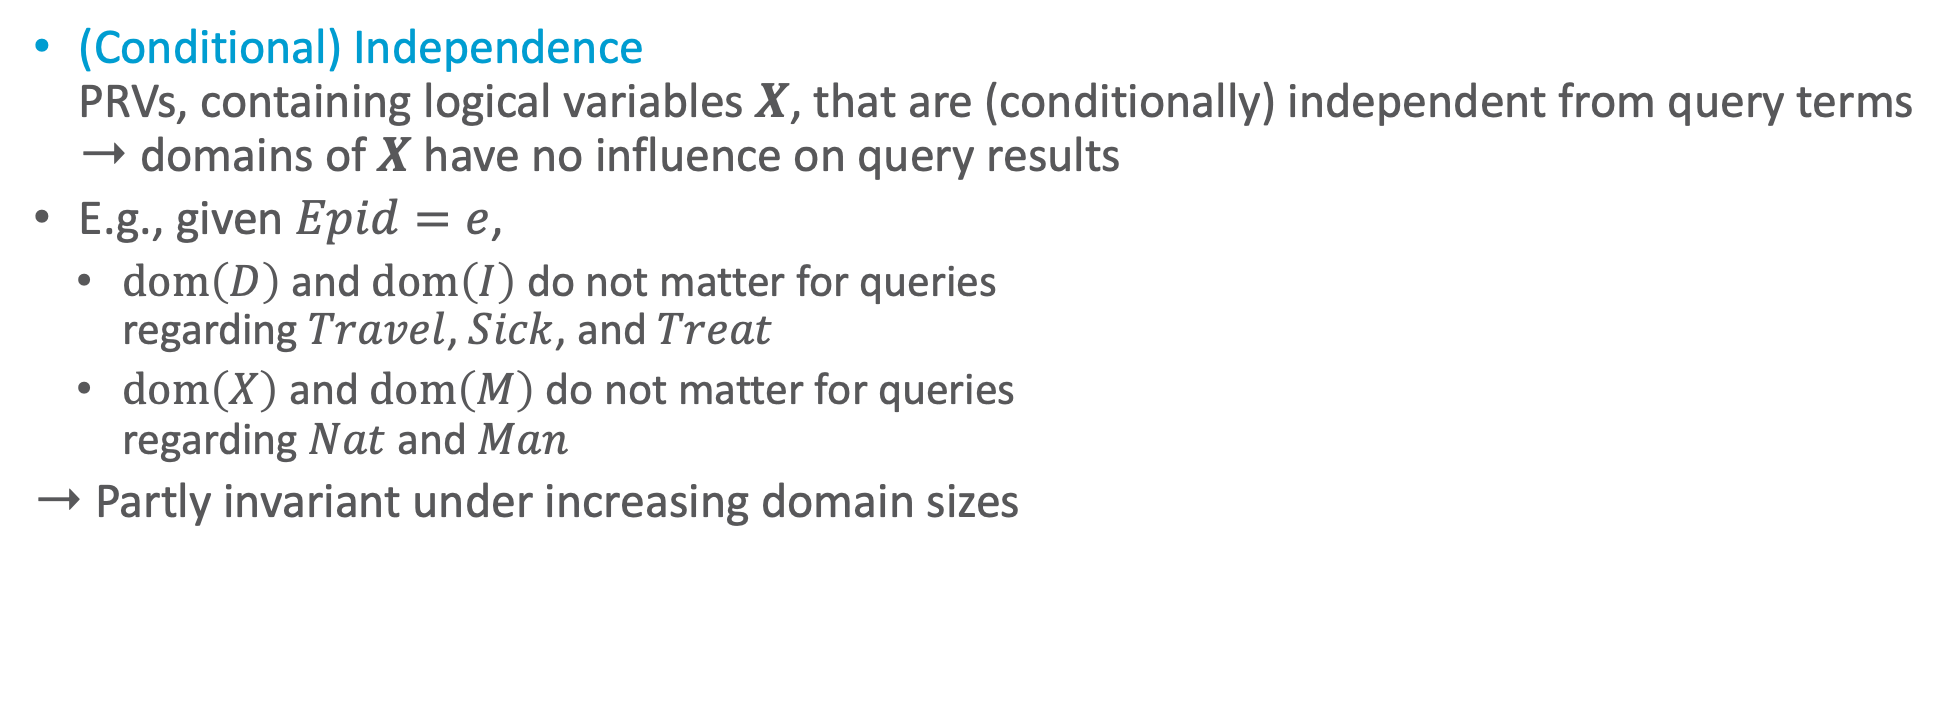 • (Conditional) Independence
PRVs, containing logical variables X, that are (conditionally) independent from query terms
→ domains of X have no influence on query results
• E.g., given Epid = e,
• dom(D) and dom(I) do not matter for queries
regarding Travel, Sick, and Treat
• dom(X) and dom(M) do not matter for queries
regarding Nat and Man
→ Partly invariant under increasing domain sizes